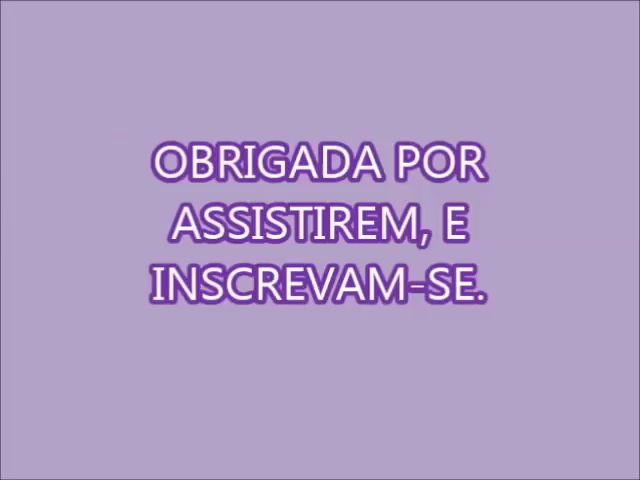 OBRIGADA POR
ASSISTIREM, E
INSCREVAM-SE.